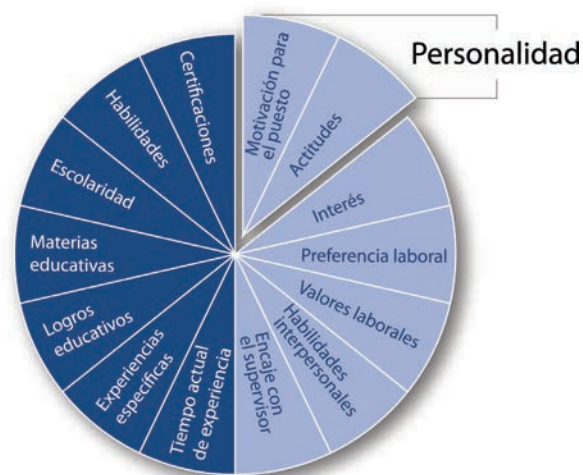 Personalidad
Motivación para
el puesto
Actitudes
Interés
Preferencia laboral
Valores laborales
Habilidades
interpersonales
Encaje con
el supervisor
Tiempo actual
de experiencia
Experiencias
específicas
Logros
educativos
Materias
educativas
Escolaridad
Habilidades
Certificaciones